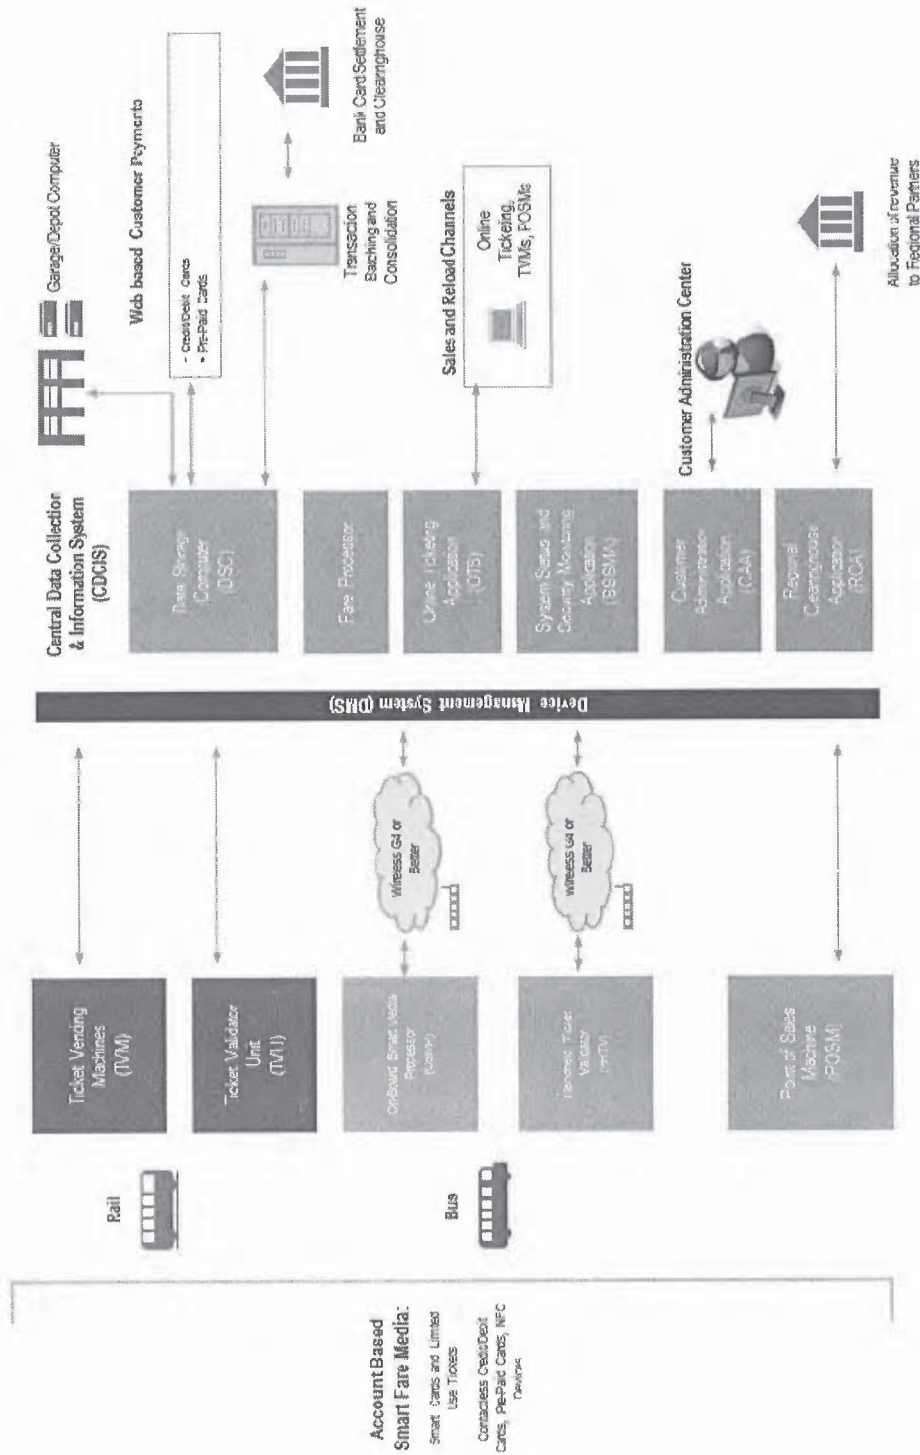 Account Based
Smart Fare Media:
Smart Cards and Limited
Use Tickets
Contactless Credit/Debit
Cards, Pre-Paid Cards, NFC
Devices
Rail
Bus
Ticket Vending
Machines
(TVM)
Ticket Validator
Unit
(TVU)
On-Board Smart Media
Processor
Handheld Ticket
Validator
(HHTV)
Point of Sales
Machine
(POSM)
Wireless G4 or
Better
Wireless G4 or
Better
Device Management System (DMS)
Central Data Collection
& Information System
(CDCIS)
Data Storage
Computer
(DSC)
Fare Processor
Online Ticketing
Application
(OTS)
System Status and
Security Monitoring
Application
(SSSMA)
Customer
Administration
Application
(CAA)
Regional
Clearinghouse
Application
(RCA)
Garage/Depot Computer
Web based Customer Payments
- Credit/Debit Cards
Pre-Paid Cards
Transaction
Batching and
Consolidation
Bank Card Settlement
and Clearinghouse
Sales and Reload Channels
Online
Ticketing,
TVMs, POSMs
Customer Administration Center
Allocation of revenue
to Regional Partners